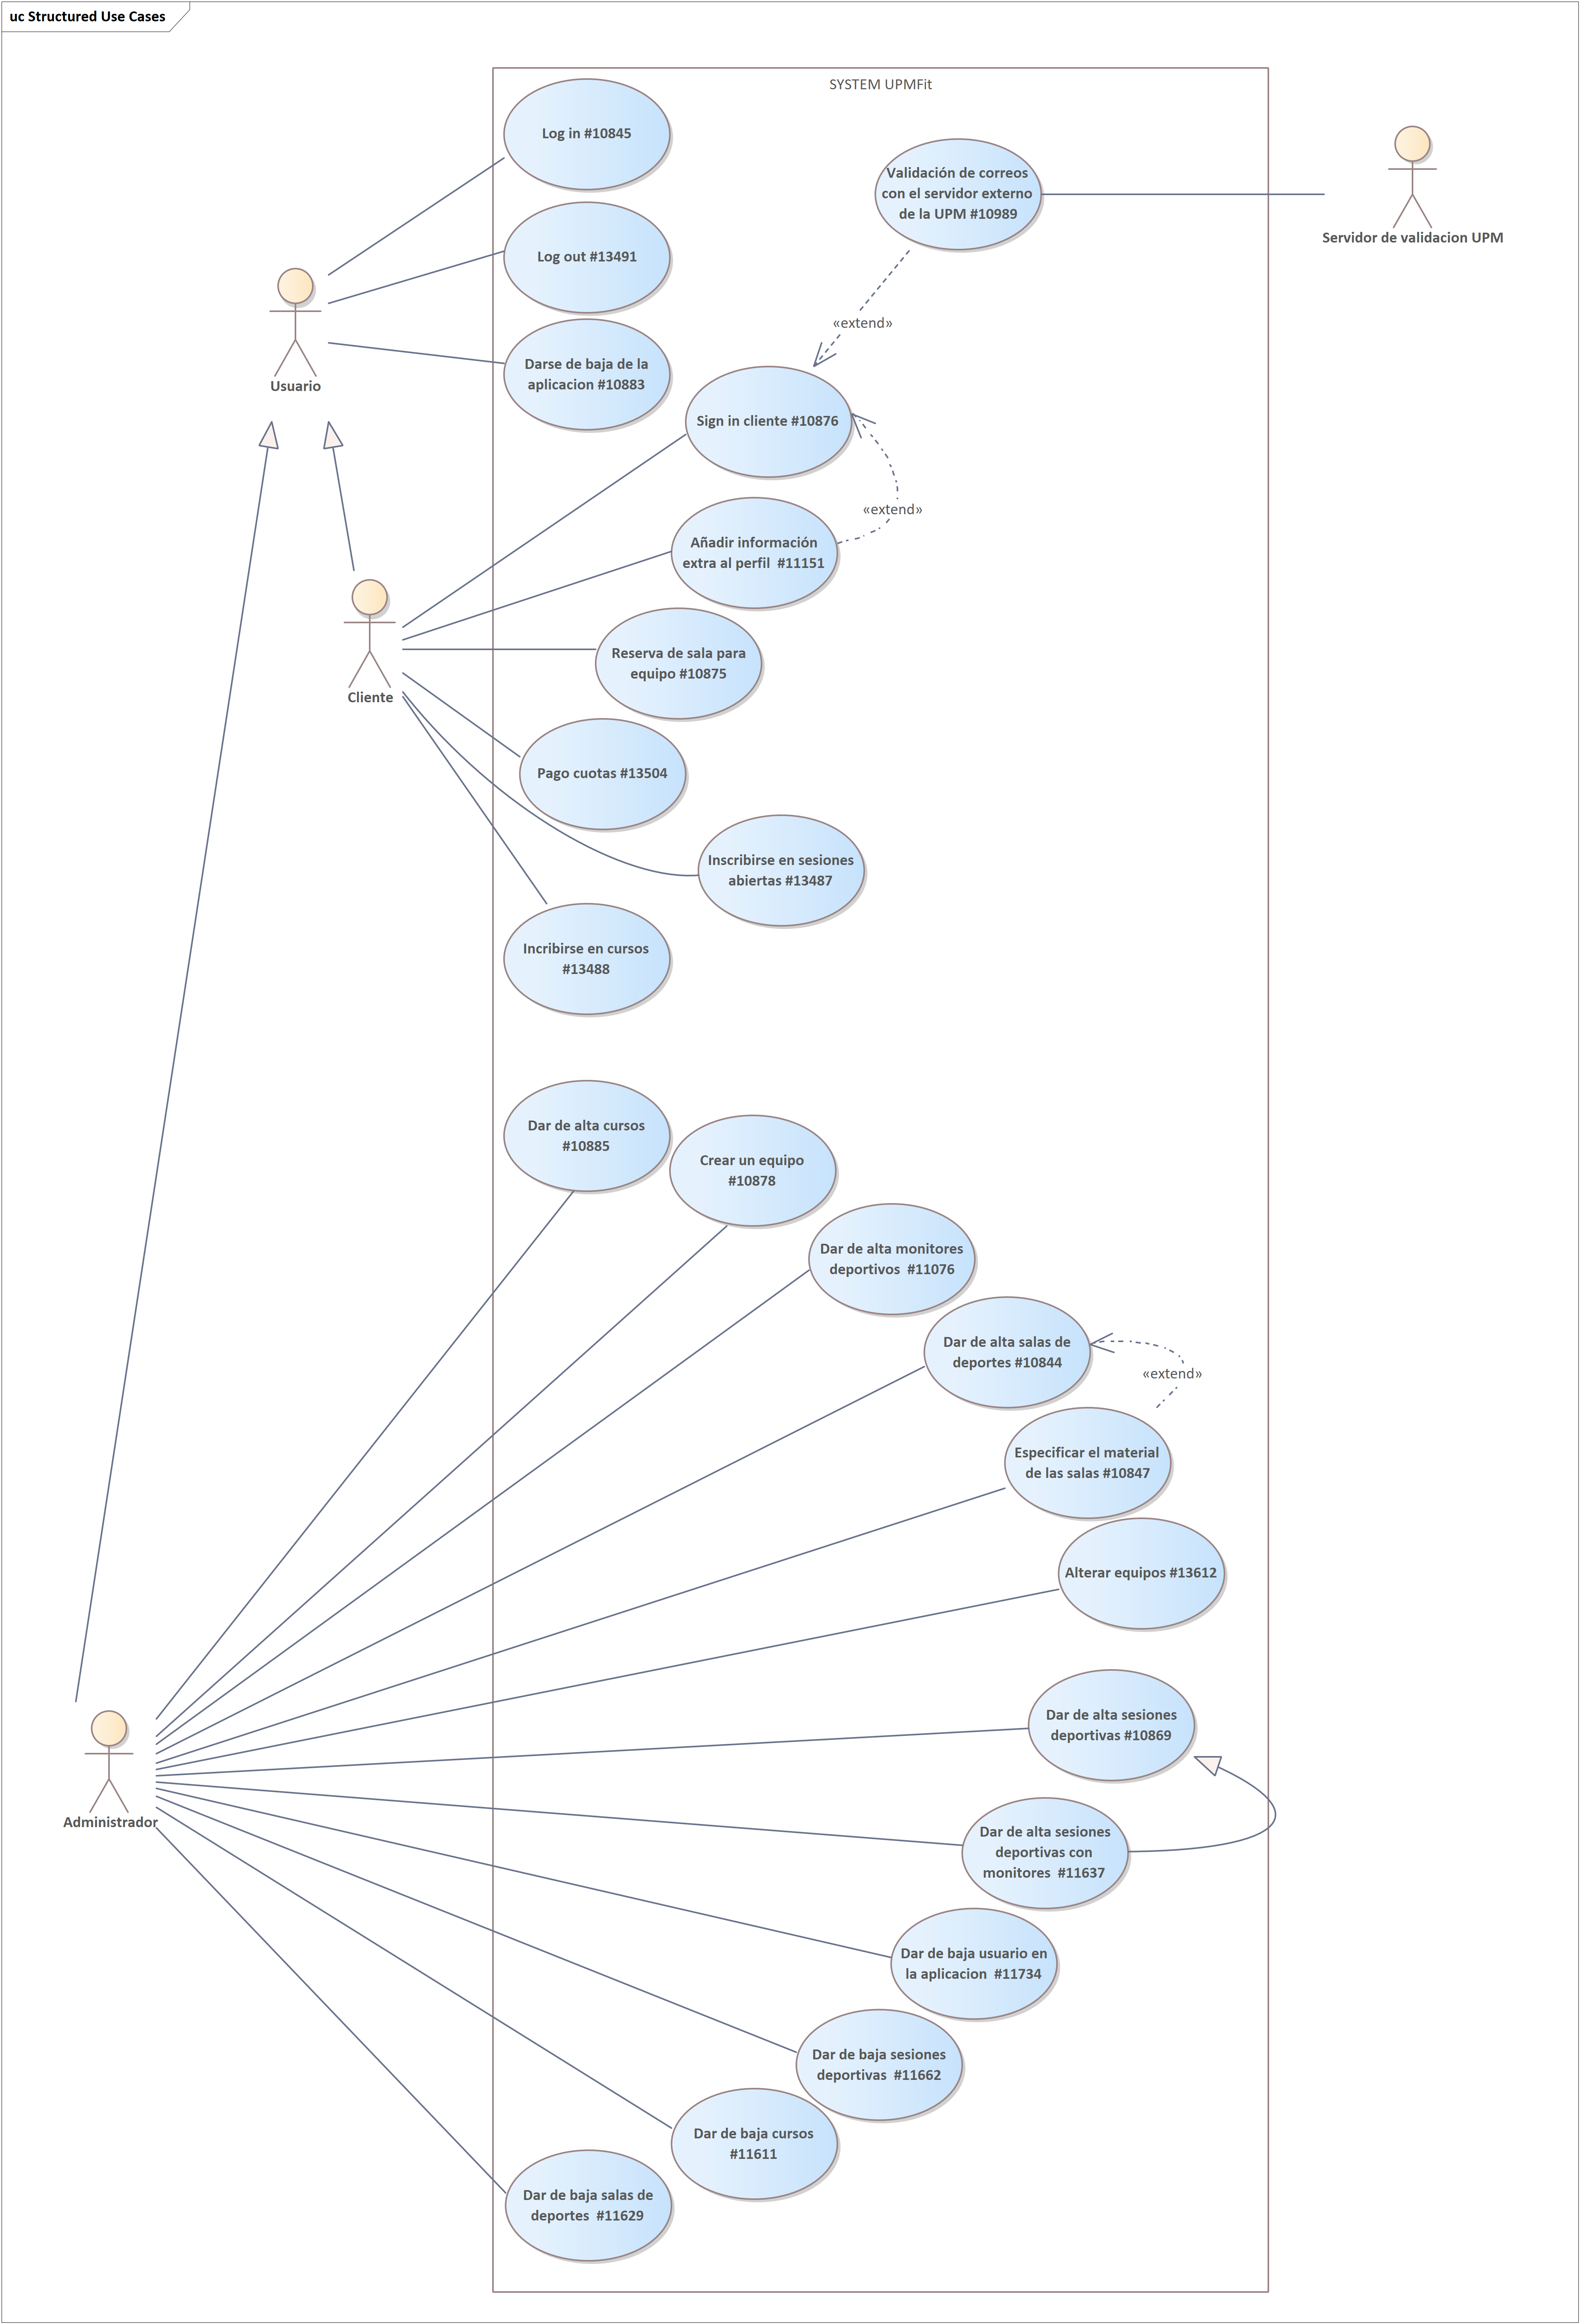 uc Structured Use Cases
SYSTEM UPMFit
Log in #10845
Validación de correos
con el servidor externo
de la UPM #10989
Servidor de validacion UPM
Log out #13491
«extend»
Usuario
Darse de baja de la
aplicacion #10883
Sign in cliente #10876
«extend»
Añadir información
extra al perfil  #11151
Cliente
Reserva de sala para
equipo #10875
Pago cuotas #13504
Inscribirse en sesiones
abiertas #13487
Incribirse en cursos
#13488
Dar de alta cursos
#10885
Crear un equipo
#10878
Dar de alta monitores
deportivos  #11076
Dar de alta salas de
deportes #10844
«extend»
Especificar el material
de las salas #10847
Alterar equipos #13612
Dar de alta sesiones
deportivas #10869
Administrador
Dar de alta sesiones
deportivas con
monitores  #11637
Dar de baja usuario en
la aplicacion  #11734
Dar de baja sesiones
deportivas  #11662
Dar de baja cursos
#11611
Dar de baja salas de
deportes  #11629